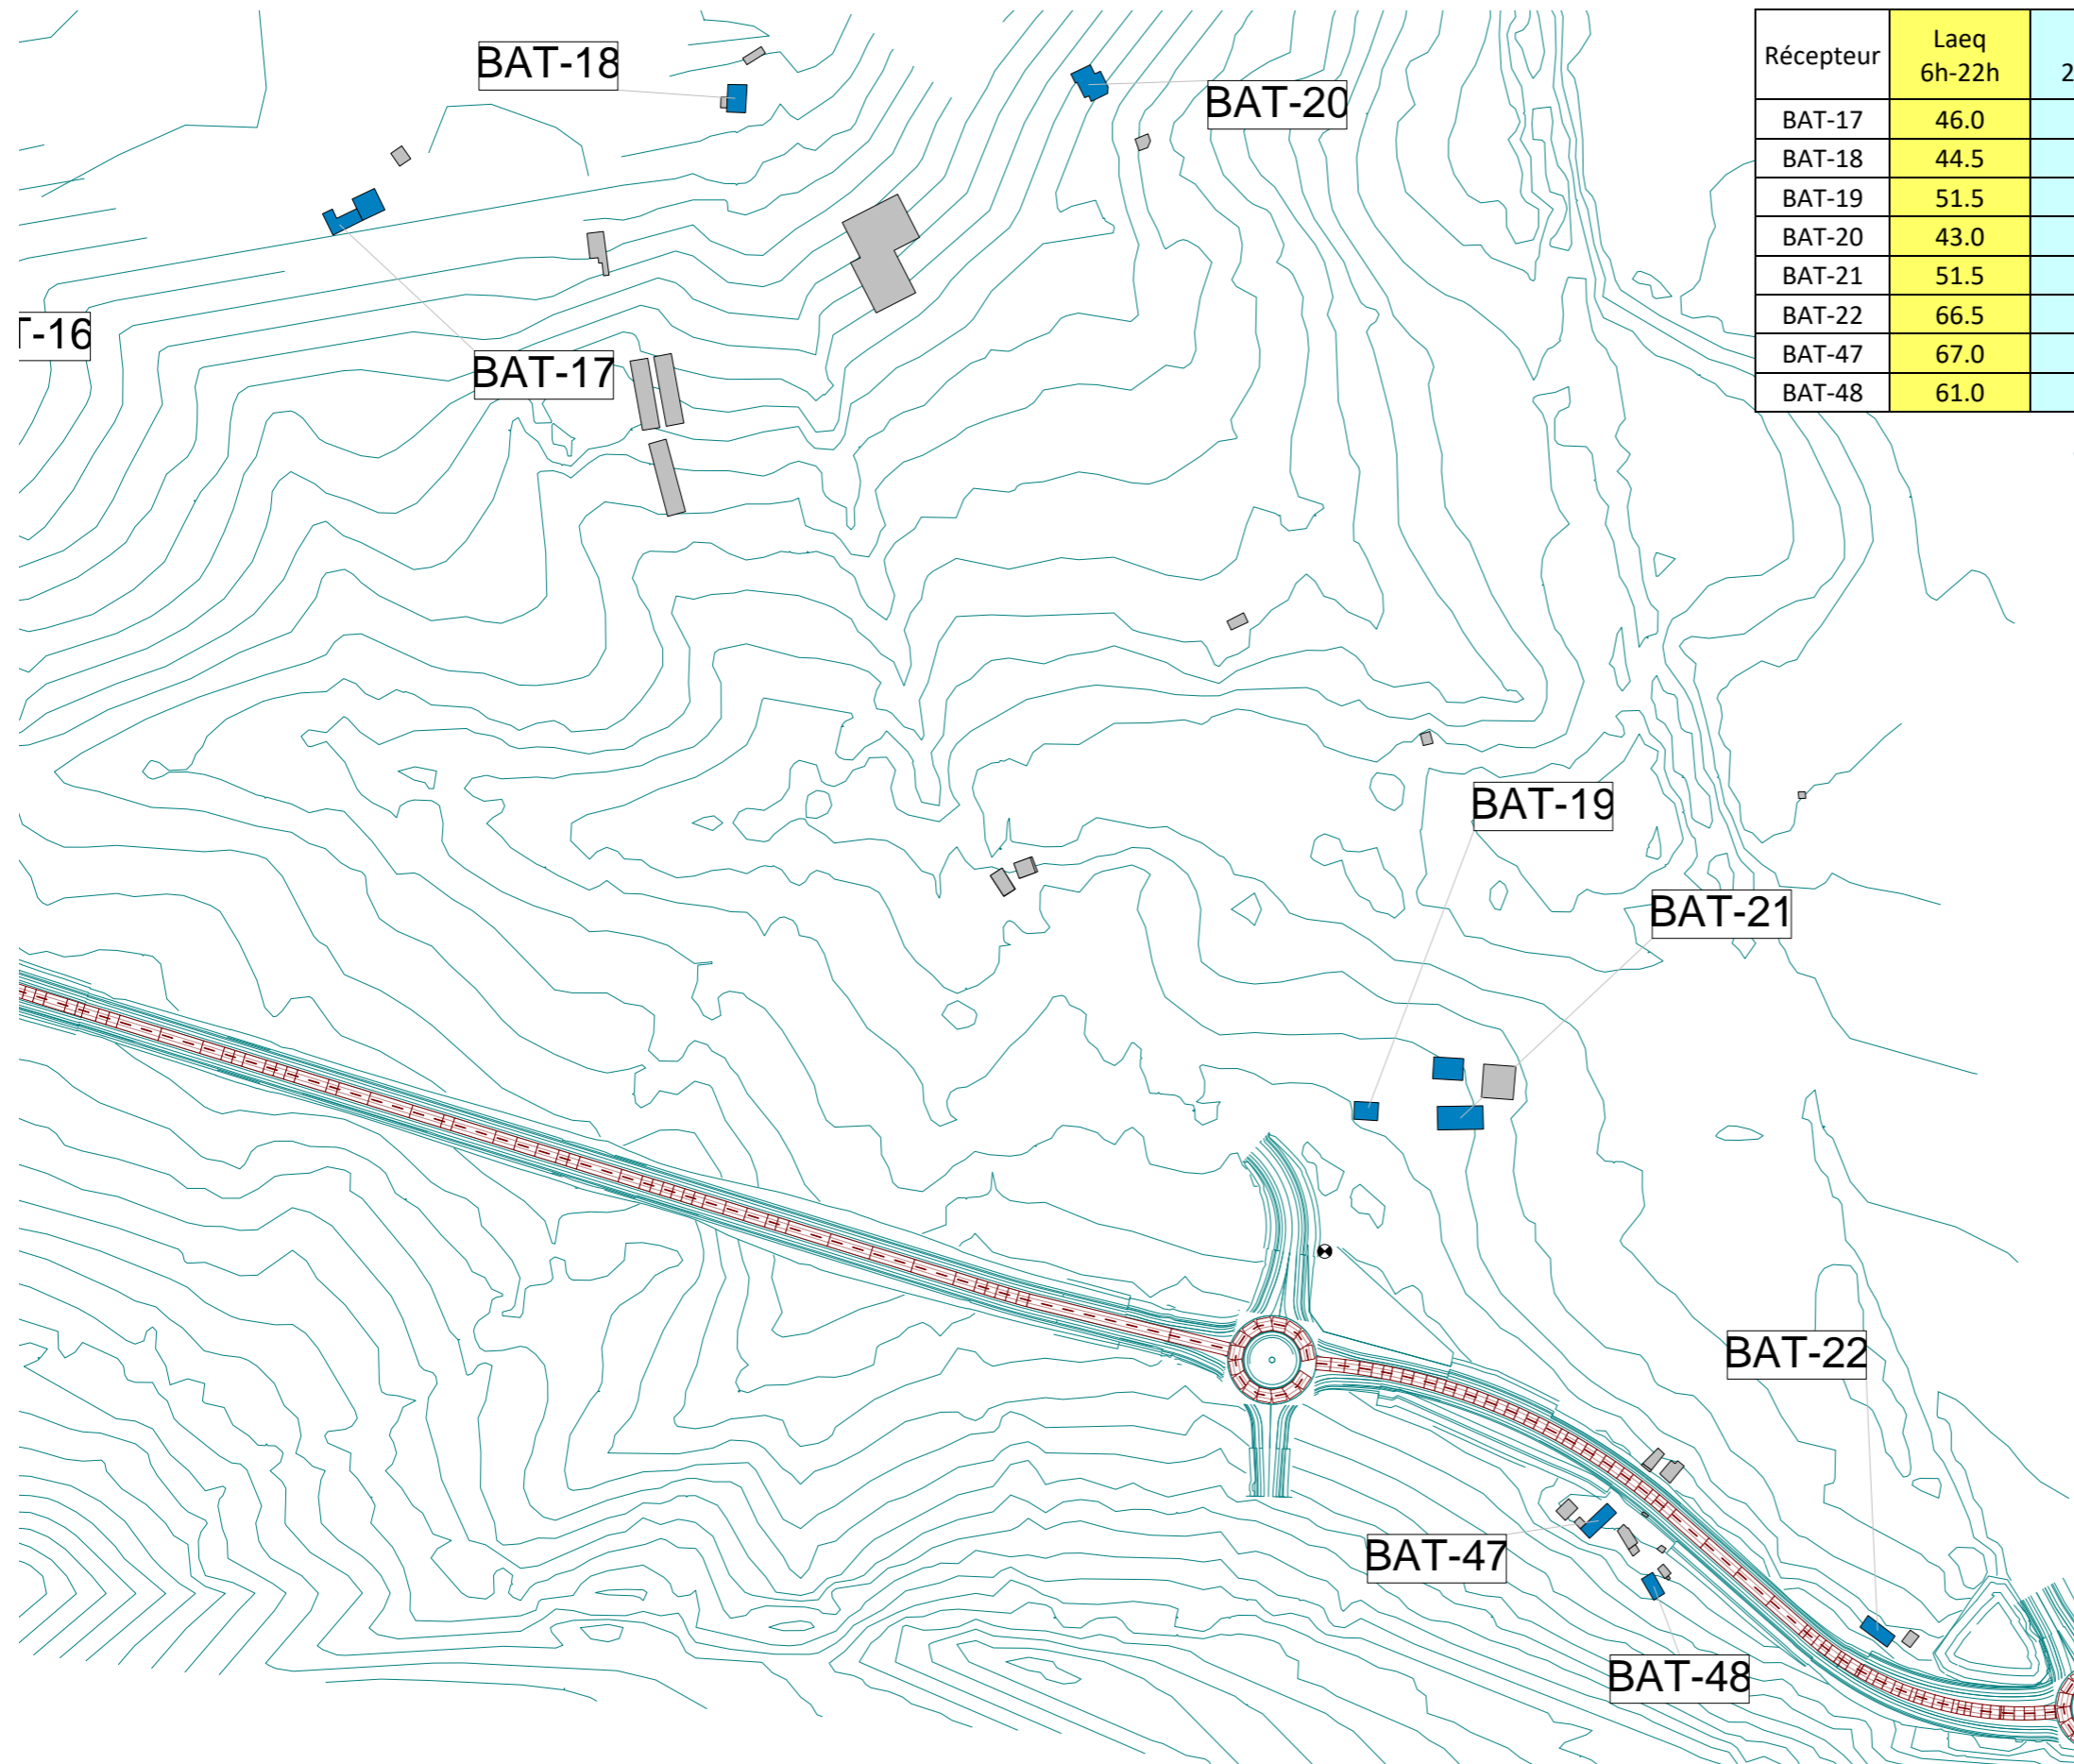 BAT-18
BAT-20
T-16
BAT-17
BAT-19
BAT-21
BAT-22
BAT-47
BAT-48
Récepteur Laeq 2
6h-22h
BAT-17 46.0
BAT-18 44.5
BAT-19 51.5
BAT-20 43.0
BAT-21 51.5
BAT-22 66.5
BAT-47 67.0
BAT-48 61.0